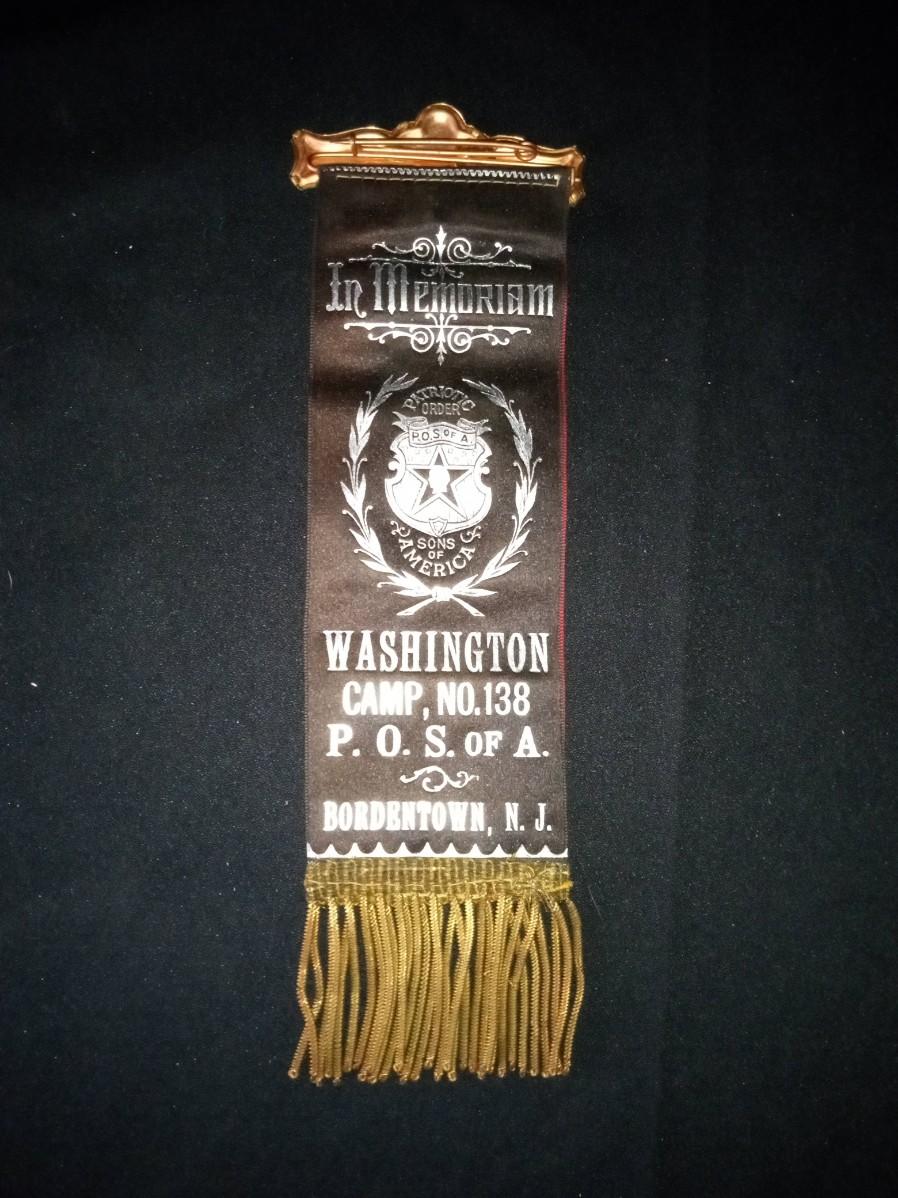 In Memoriam
PATRIOTIC
ORDER
P.O.S. OF A.
SONS
OF
AMERICA
WASHINGTON
CAMP, NO. 138
P. O. S. OF A.
BORDENTOWN, N. J.